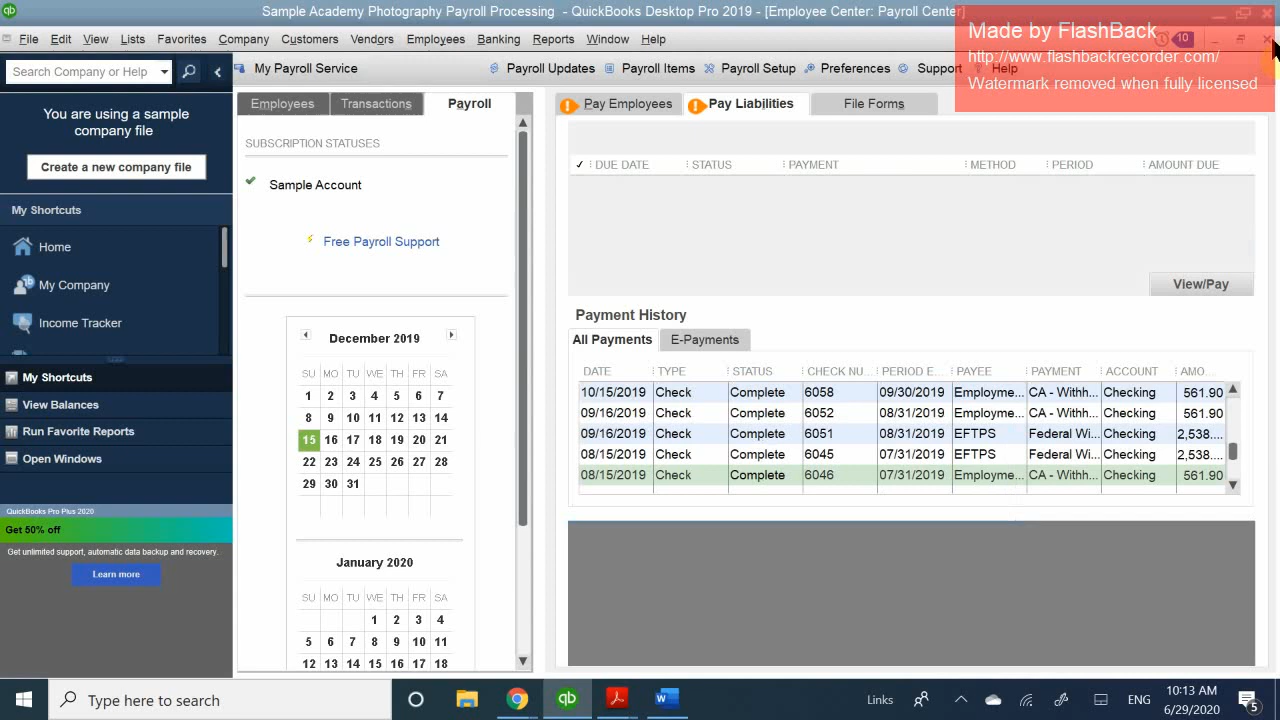 Sample Academy Photography Payroll Processing - QuickBooks Desktop Pro 2019 - [Employee Center: Payroll Center]
Made by FlashBack
http://www.flashbackrecorder.com/
Watermark removed when fully licensed
File Edit View Lists Favorites Company Customers Employees Banking Reports Window Help
10
Search Company or Help
My Payroll Service
Payroll Updates
Payroll Items
Payroll Setup
Preferences
Support
Help
You are using a sample
company file
Create a new company file
My Shortcuts
Home
My Company
Income Tracker
My Shortcuts
View Balances
Run Favorite Reports
Open Windows
QuickBooks Pro Plus 2020
Get 50% off
Get unlimited support, automatic data backup and recovery.
Learn more
Employees Transactions Payroll
SUBSCRIPTION STATUSES
Sample Account
Free Payroll Support
December 2019
SU MO TU WE TH FR SA
1 2 3 4 5 6 7
8 9 10 11 12 13 14
15 16 17 18 19 20 21
22 23 24 25 26 27 28
29 30 31
January 2020
SU MO TU WE TH FR SA
1 2 3 4
5 6 7 8 9 10 11
12 13 14 15 16 17 18
Pay Employees Pay Liabilities File Forms
DUE DATE STATUS PAYMENT METHOD PERIOD AMOUNT DUE
View/Pay
Payment History
All Payments E-Payments
DATE TYPE STATUS CHECK NU... PERIOD E... PAYEE PAYMENT ACCOUNT AMO...
10/15/2019 Check Complete 6058 09/30/2019 Employme... CA - Withh... Checking 561.90
09/16/2019 Check Complete 6052 08/31/2019 Employme... CA - Withh... Checking 561.90
09/16/2019 Check Complete 6051 08/31/2019 EFTPS Federal Wi... Checking 2,538....
08/15/2019 Check Complete 6045 07/31/2019 EFTPS Federal Wi... Checking 2,538....
08/15/2019 Check Complete 6046 07/31/2019 Employme... CA - Withh... Checking 561.90
Type here to search
Links
ENG
10:13 AM
6/29/2020
5